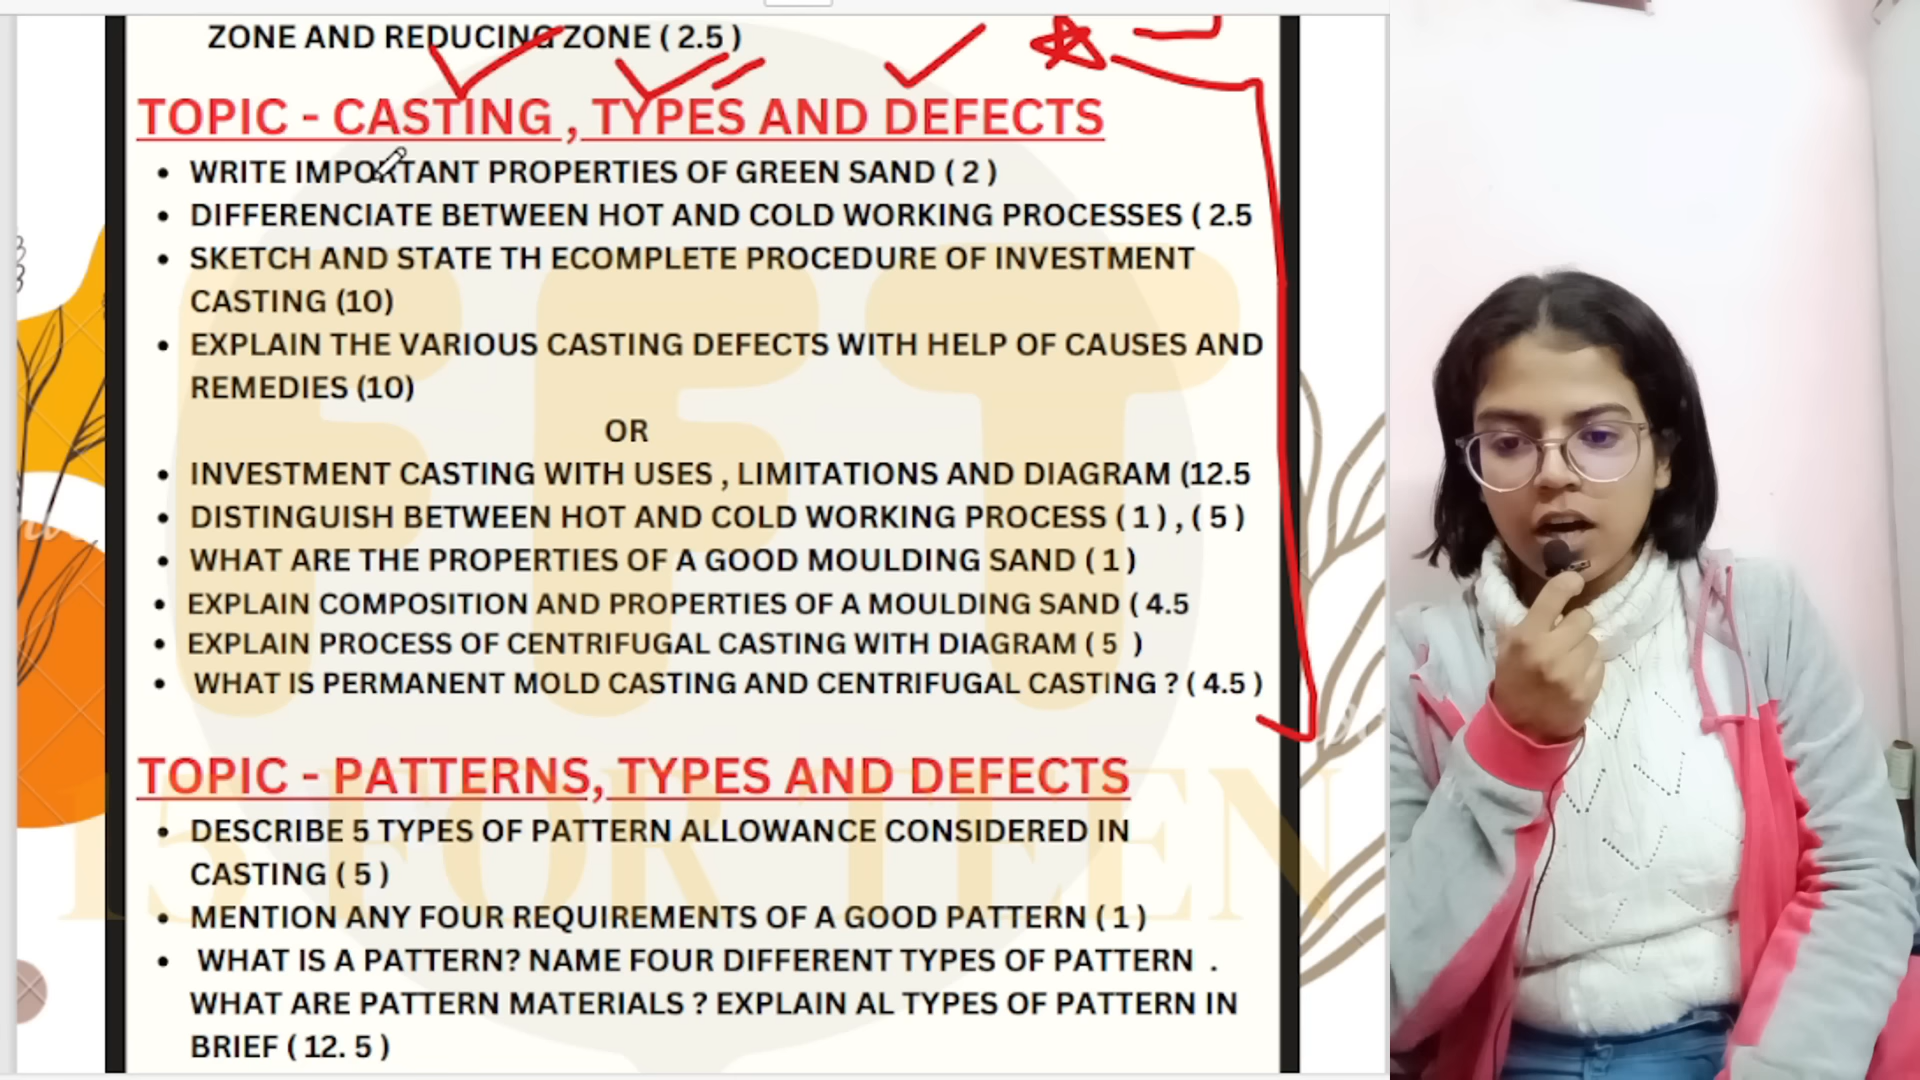 ZONE AND REDUCING ZONE ( 2.5 )
TOPIC - CASTING , TYPES AND DEFECTS
• WRITE IMPORTANT PROPERTIES OF GREEN SAND ( 2 )
• DIFFERENCIATE BETWEEN HOT AND COLD WORKING PROCESSES ( 2.5
• SKETCH AND STATE TH ECOMPLETE PROCEDURE OF INVESTMENT
CASTING (10)
• EXPLAIN THE VARIOUS CASTING DEFECTS WITH HELP OF CAUSES AND
REMEDIES (10)
OR
• INVESTMENT CASTING WITH USES , LIMITATIONS AND DIAGRAM (12.5
• DISTINGUISH BETWEEN HOT AND COLD WORKING PROCESS ( 1 ) , ( 5 )
• WHAT ARE THE PROPERTIES OF A GOOD MOULDING SAND ( 1 )
• EXPLAIN COMPOSITION AND PROPERTIES OF A MOULDING SAND ( 4.5
• EXPLAIN PROCESS OF CENTRIFUGAL CASTING WITH DIAGRAM ( 5 )
• WHAT IS PERMANENT MOLD CASTING AND CENTRIFUGAL CASTING ? ( 4.5 )
TOPIC - PATTERNS, TYPES AND DEFECTS
• DESCRIBE 5 TYPES OF PATTERN ALLOWANCE CONSIDERED IN
CASTING ( 5 )
• MENTION ANY FOUR REQUIREMENTS OF A GOOD PATTERN ( 1 )
• WHAT IS A PATTERN? NAME FOUR DIFFERENT TYPES OF PATTERN .
WHAT ARE PATTERN MATERIALS ? EXPLAIN AL TYPES OF PATTERN IN
BRIEF ( 12. 5 )
FFT
15 FOR TEEN